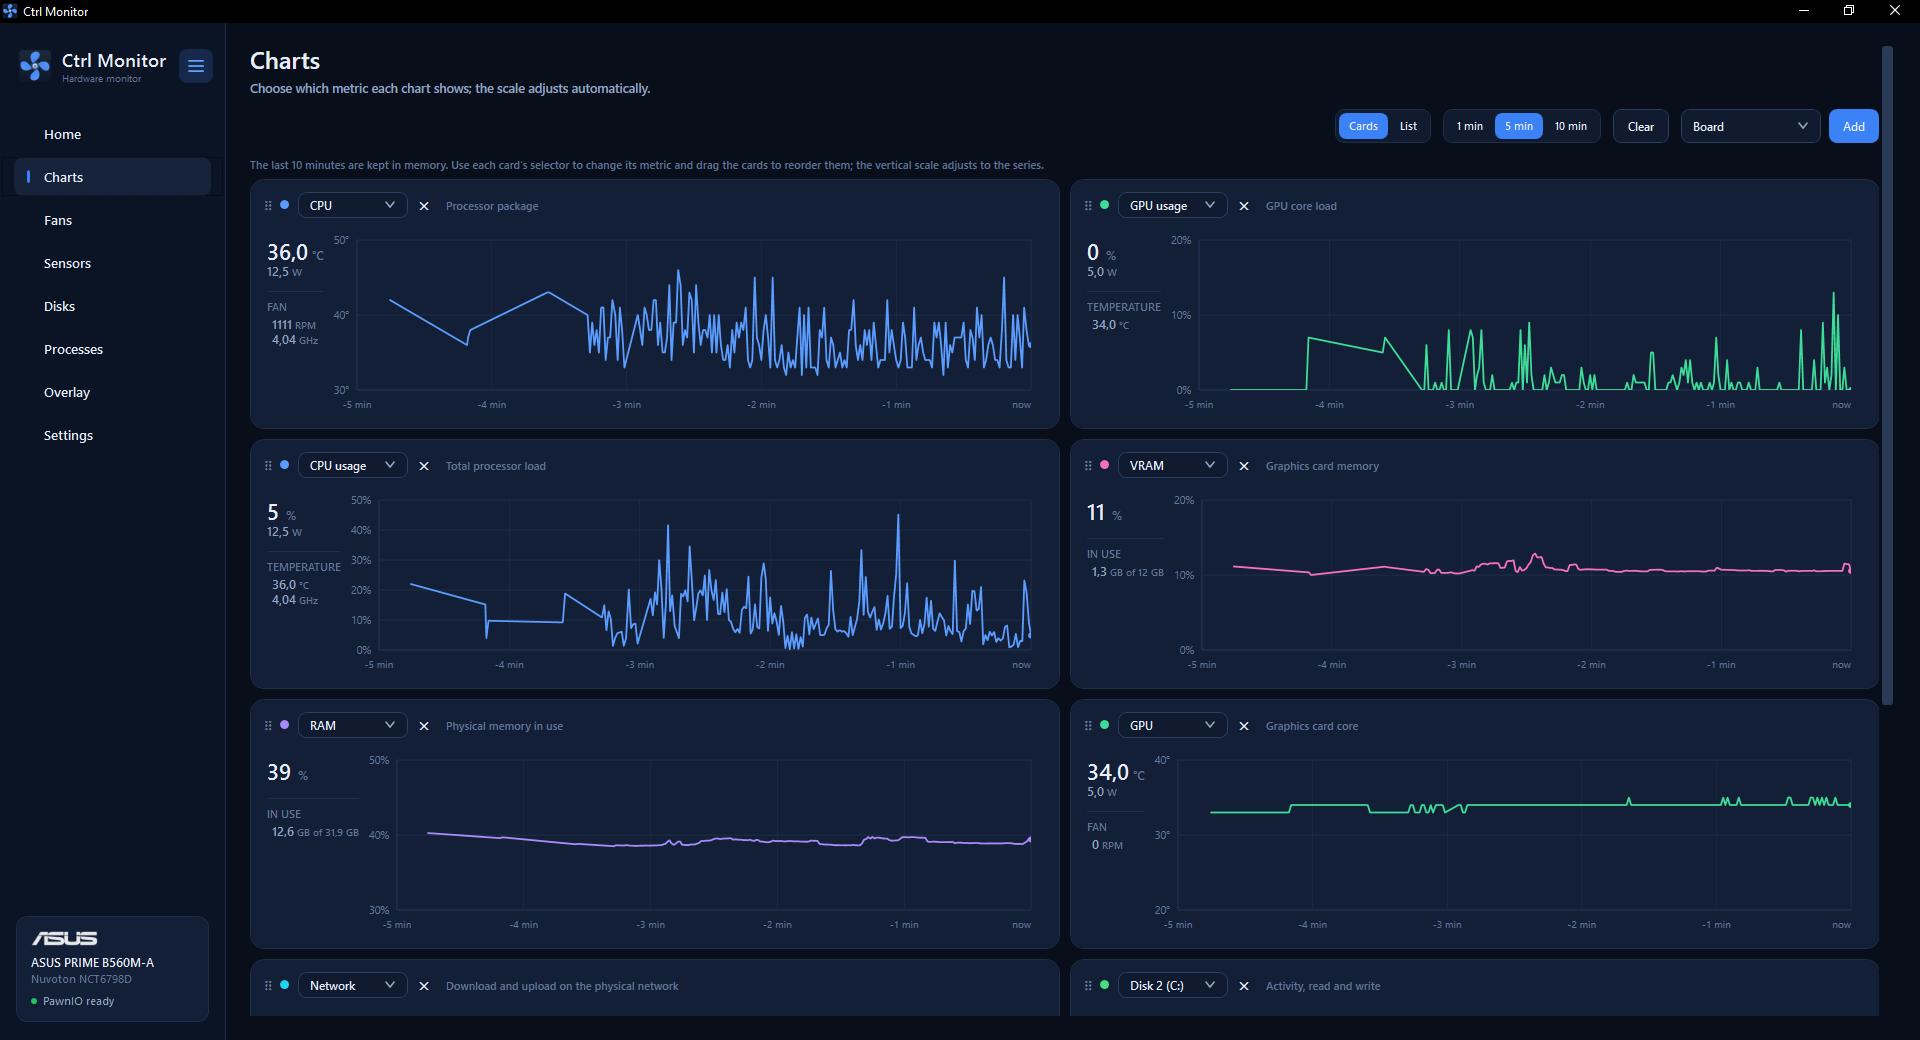 Ctrl Monitor
Ctrl Monitor
Hardware monitor
Home
Charts
Fans
Sensors
Disks
Processes
Overlay
Settings
ASUS
ASUS PRIME B560M-A
Nuvoton NCT6798D
PawnIO ready
Charts
Choose which metric each chart shows; the scale adjusts automatically.
Cards List 1 min 5 min 10 min Clear Board Add
The last 10 minutes are kept in memory. Use each card's selector to change its metric and drag the cards to reorder them; the vertical scale adjusts to the series.
CPU Processor package
36,0 °C
12,5 W
FAN
1111 RPM
4,04 GHz
50°
40°
30°
-5 min -4 min -3 min -2 min -1 min now
GPU usage GPU core load
0 %
5,0 W
TEMPERATURE
34,0 °C
20%
10%
0%
-5 min -4 min -3 min -2 min -1 min now
CPU usage Total processor load
5 %
12,5 W
TEMPERATURE
36,0 °C
4,04 GHz
50%
40%
30%
20%
10%
0%
-5 min -4 min -3 min -2 min -1 min now
VRAM Graphics card memory
11 %
IN USE
1,3 GB of 12 GB
20%
10%
0%
-5 min -4 min -3 min -2 min -1 min now
RAM Physical memory in use
39 %
IN USE
12,6 GB of 31,9 GB
50%
40%
30%
-5 min -4 min -3 min -2 min -1 min now
GPU Graphics card core
34,0 °C
5,0 W
FAN
0 RPM
40°
30°
20°
-5 min -4 min -3 min -2 min -1 min now
Network Download and upload on the physical network
Disk 2 (C:) Activity, read and write